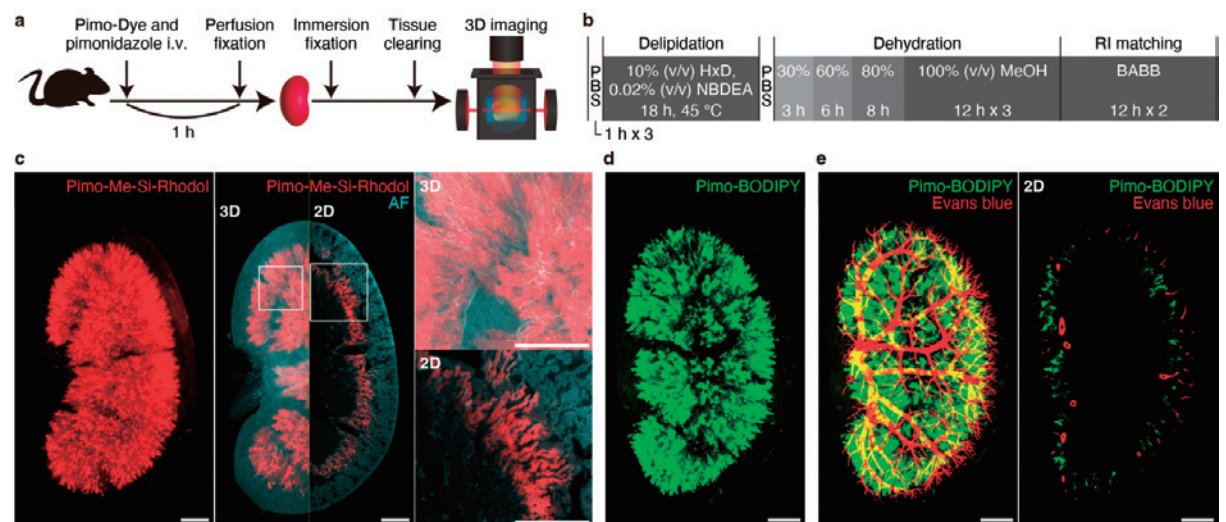 a
Pimo-Dye and
pimonidazole i.v.
Perfusion
fixation
Immersion
fixation
Tissue
clearing
3D imaging
1 h
b
PBS
Delipidation
10% (v/v) HxD,
0.02% (v/v) NBDEA
18 h, 45 °C
1 h x 3
PBS
Dehydration
30% 60% 80% 100% (v/v) MeOH
3 h 6 h 8 h 12 h x 3
RI matching
BABB
12 h x 2
c
Pimo-Me-Si-Rhodol
Pimo-Me-Si-Rhodol
AF
3D
2D
3D
2D
d
Pimo-BODIPY
e
Pimo-BODIPY
Evans blue
2D
Pimo-BODIPY
Evans blue